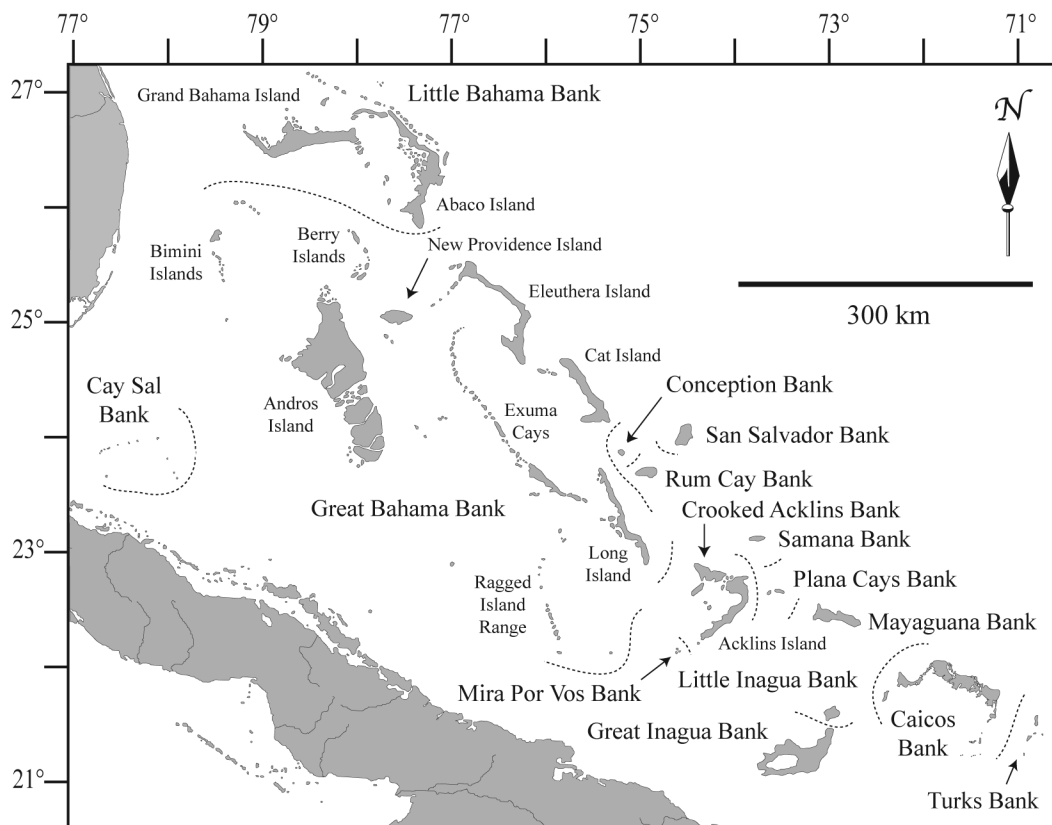 77°
79°
77°
75°
73°
71°
27°
25°
23°
21°
Grand Bahama Island
Little Bahama Bank
N
Abaco Island
Bimini
Islands
Berry
Islands
New Providence Island
Eleuthera Island
300 km
Cat Island
Cay Sal
Bank
Andros
Island
Exuma
Cays
Conception Bank
San Salvador Bank
Rum Cay Bank
Great Bahama Bank
Crooked Acklins Bank
Samana Bank
Long
Island
Ragged
Island
Range
Plana Cays Bank
Mayaguana Bank
Acklins Island
Mira Por Vos Bank
Little Inagua Bank
Great Inagua Bank
Caicos
Bank
Turks Bank